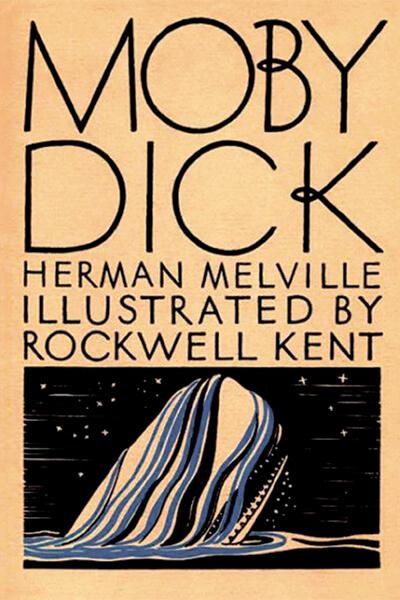 MOBY
DICK
HERMAN MELVILLE
ILLUSTRATED BY
ROCKWELL KENT